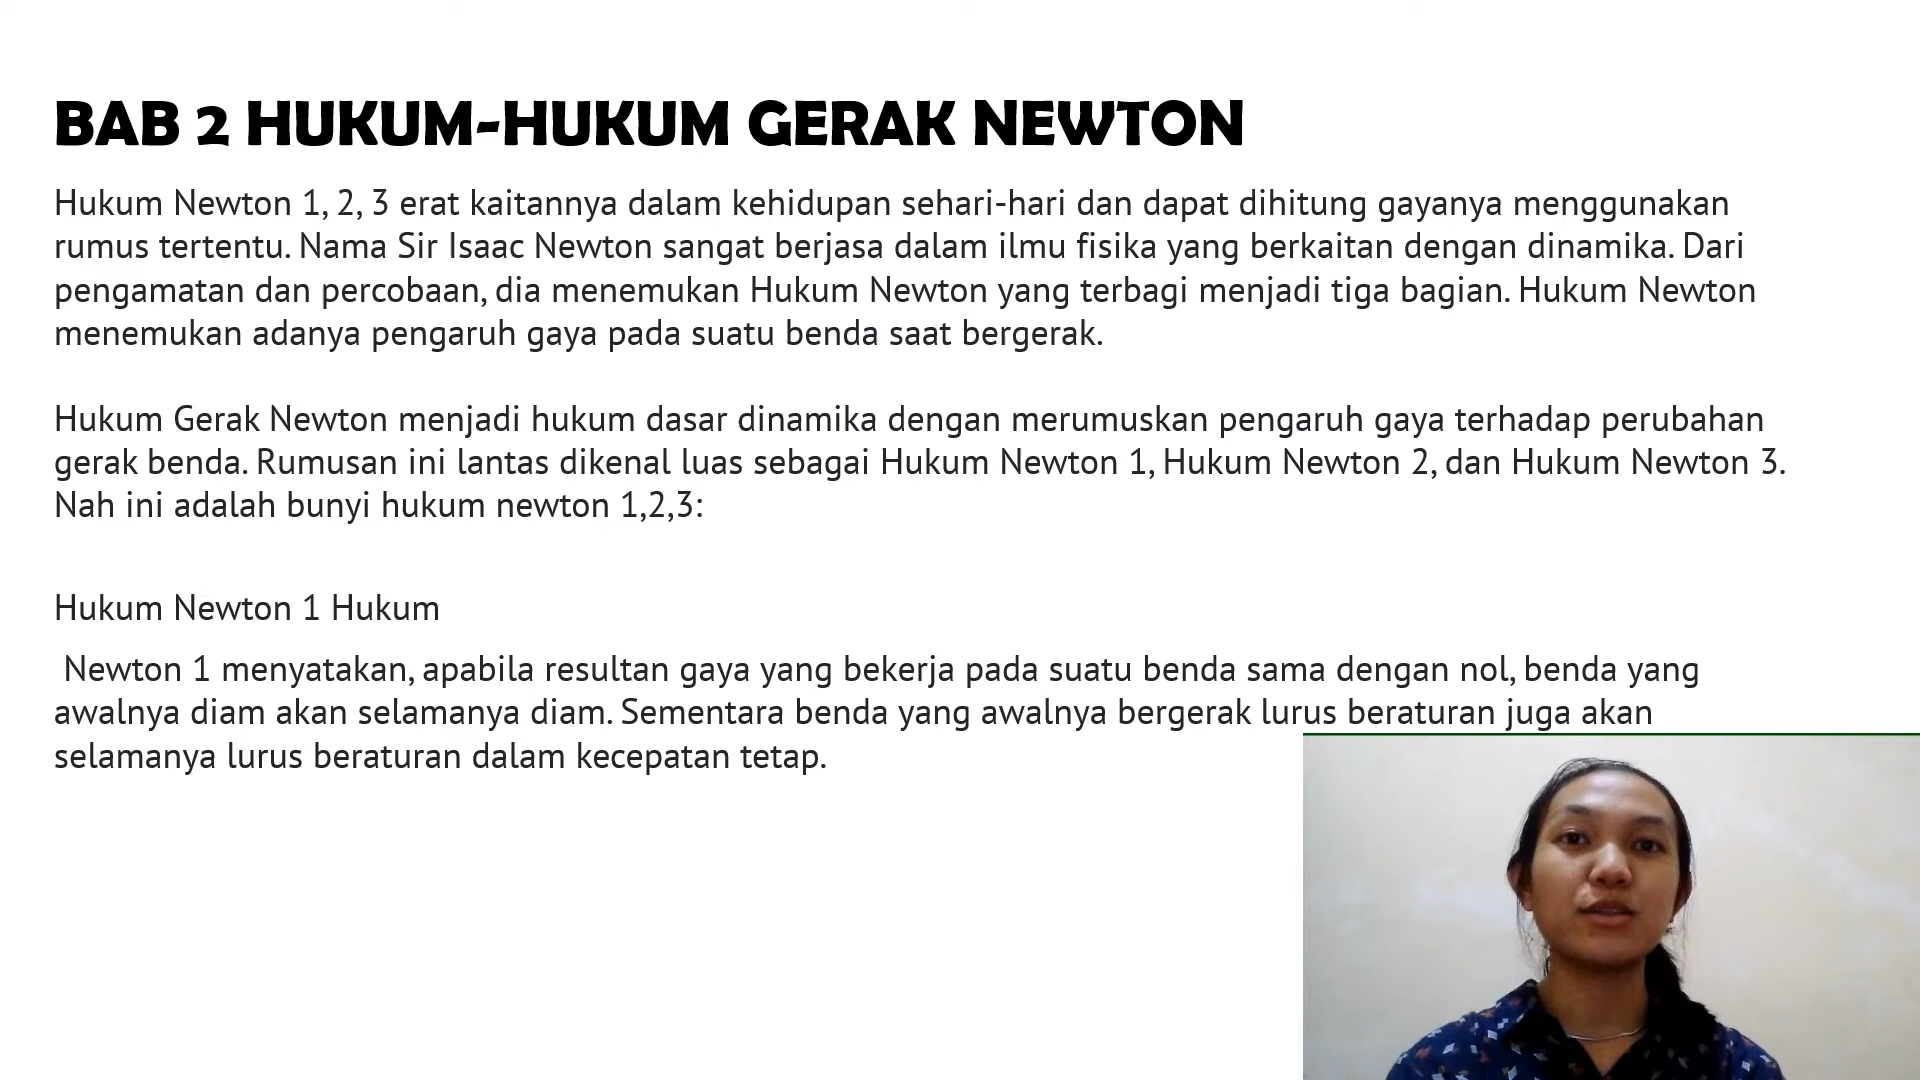 BAB 2 HUKUM-HUKUM GERAK NEWTON
Hukum Newton 1, 2, 3 erat kaitannya dalam kehidupan sehari-hari dan dapat dihitung gayanya menggunakan
rumus tertentu. Nama Sir Isaac Newton sangat berjasa dalam ilmu fisika yang berkaitan dengan dinamika. Dari
pengamatan dan percobaan, dia menemukan Hukum Newton yang terbagi menjadi tiga bagian. Hukum Newton
menemukan adanya pengaruh gaya pada suatu benda saat bergerak.
Hukum Gerak Newton menjadi hukum dasar dinamika dengan merumuskan pengaruh gaya terhadap perubahan
gerak benda. Rumusan ini lantas dikenal luas sebagai Hukum Newton 1, Hukum Newton 2, dan Hukum Newton 3.
Nah ini adalah bunyi hukum newton 1,2,3:
Hukum Newton 1 Hukum
Newton 1 menyatakan, apabila resultan gaya yang bekerja pada suatu benda sama dengan nol, benda yang
awalnya diam akan selamanya diam. Sementara benda yang awalnya bergerak lurus beraturan juga akan
selamanya lurus beraturan dalam kecepatan tetap.